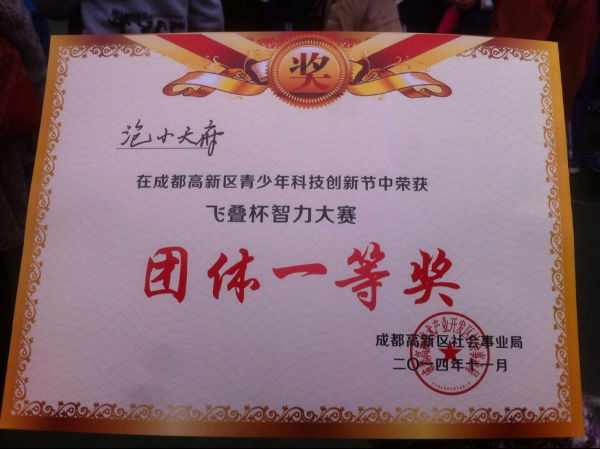 奖
泡小天府
在成都高新区青少年科技创新节中荣获
飞叠杯智力大赛
团体一等奖
成都高新区社会事业局
二〇一四年十一月